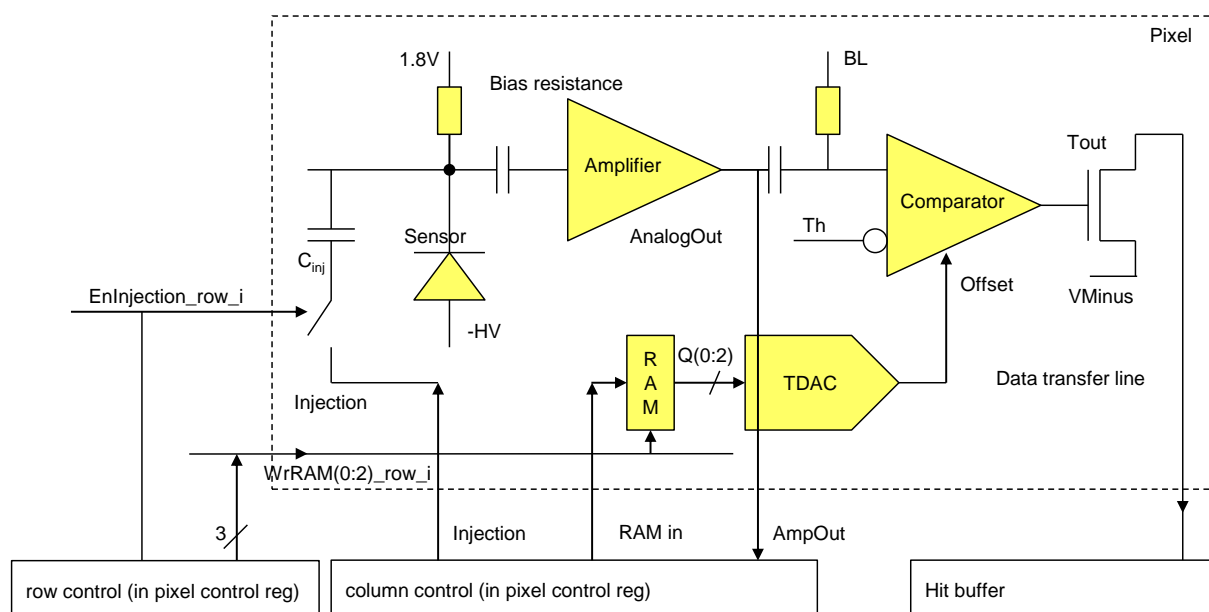 Pixel
1.8V
BL
Bias resistance
Tout
Amplifier
Comparator
Th
Sensor
AnalogOut
Cinj
Offset
EnInjection_row_i
VMinus
-HV
R
A
M
Q(0:2)
TDAC
Data transfer line
Injection
WrRAM(0:2)_row_i
3
Injection
RAM in
AmpOut
row control (in pixel control reg)
column control (in pixel control reg)
Hit buffer